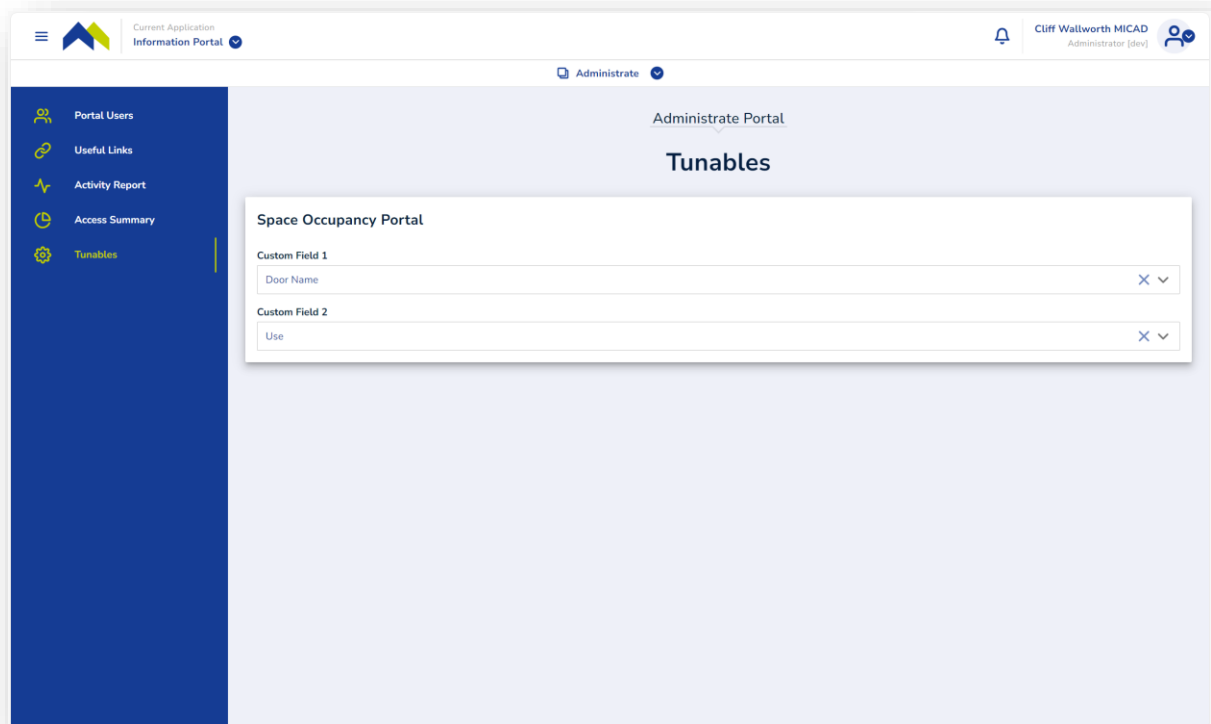 Current Application
Information Portal
Cliff Wallworth MICAD
Administrator [dev]
Administrate
Portal Users
Useful Links
Activity Report
Access Summary
Tunables
Administrate Portal
Tunables
Space Occupancy Portal
Custom Field 1
Door Name
Custom Field 2
Use